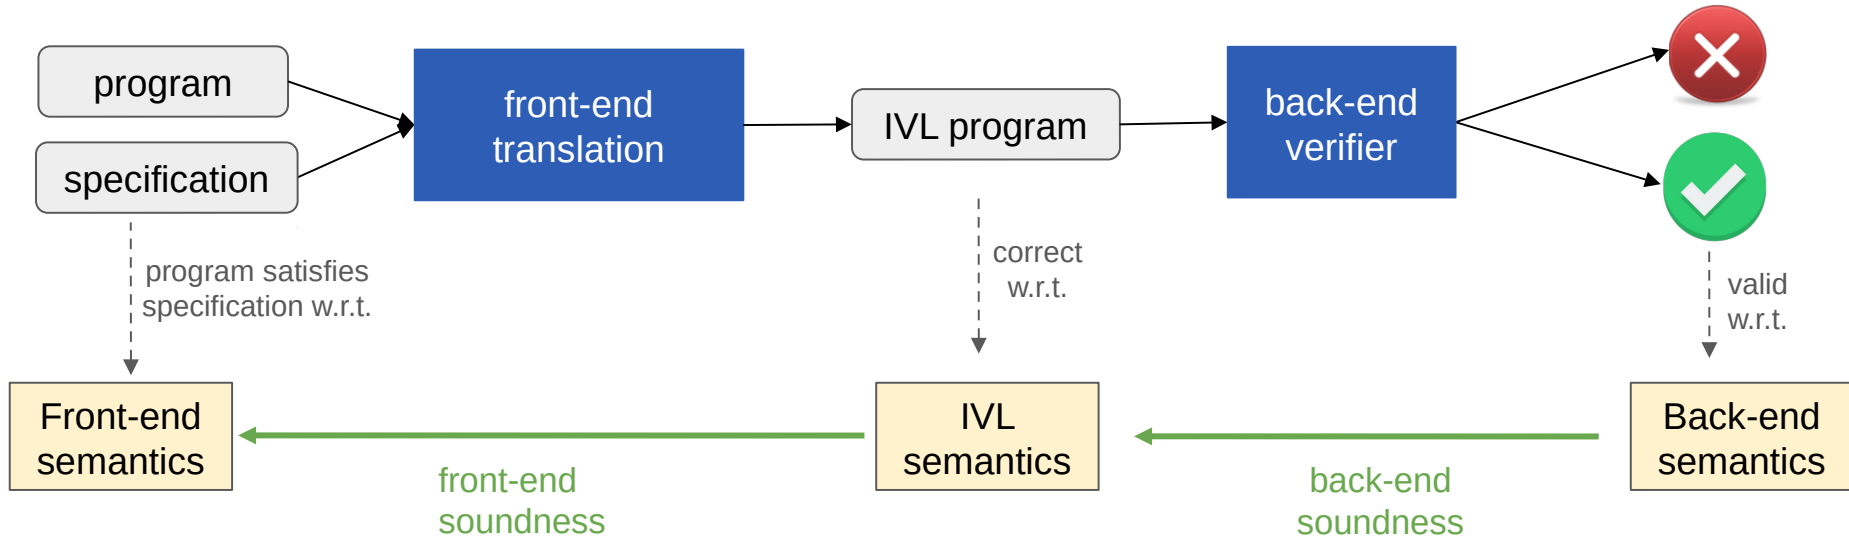 program
specification
front-end
translation
IVL program
back-end
verifier
program satisfies
specification w.r.t.
correct
w.r.t.
valid
w.r.t.
Front-end
semantics
front-end
soundness
IVL
semantics
back-end
soundness
Back-end
semantics